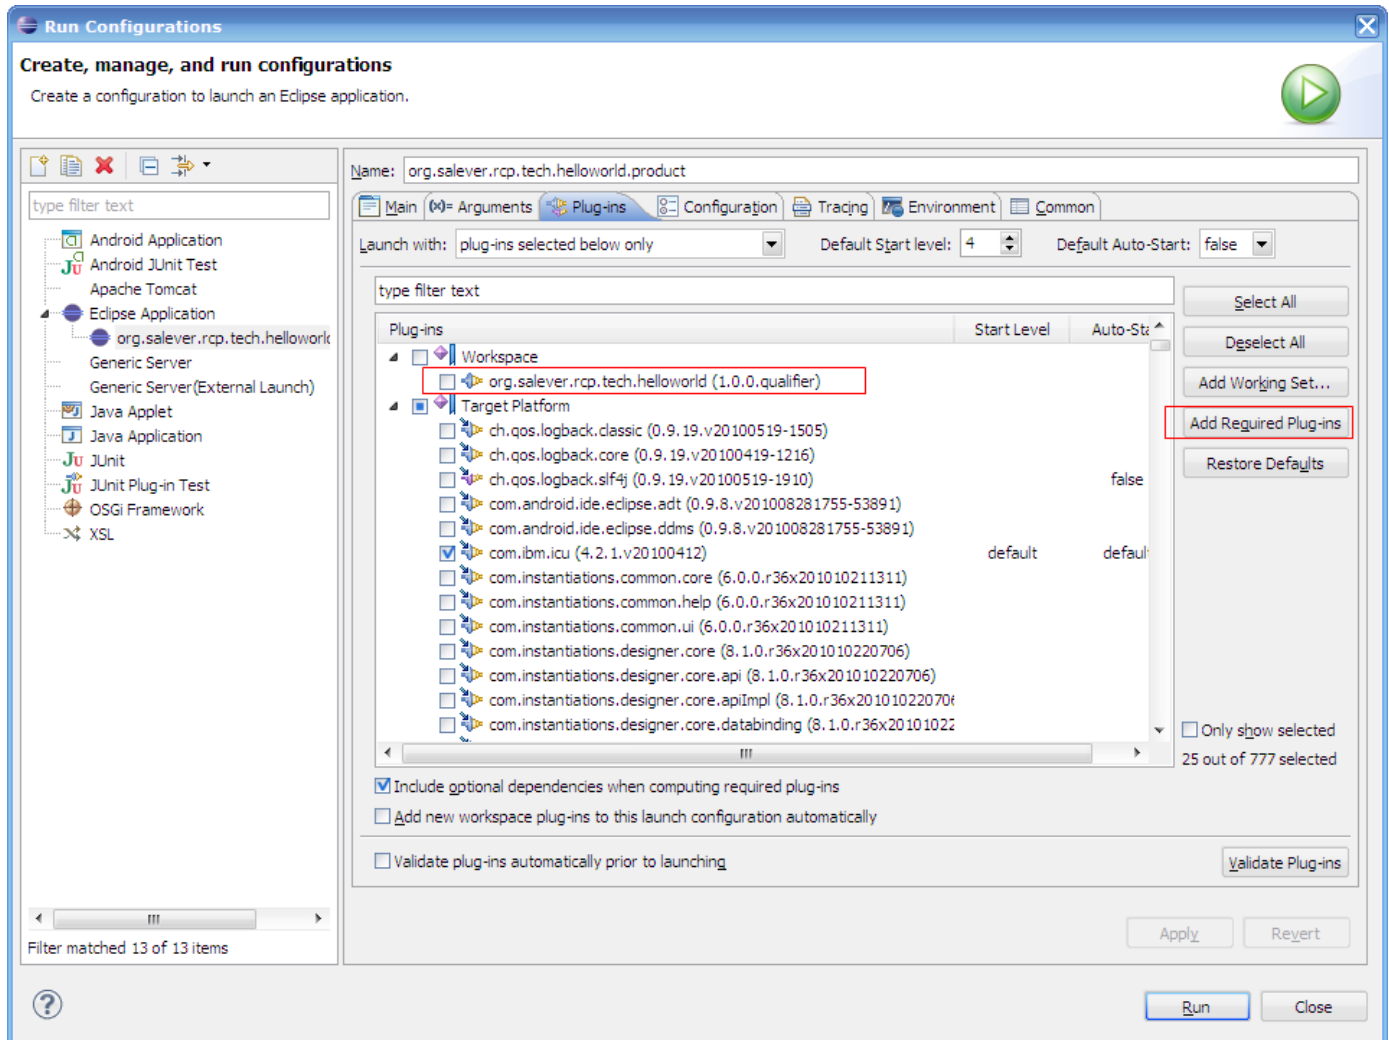 Run Configurations
Create, manage, and run configurations
Create a configuration to launch an Eclipse application.
type filter text
Android Application
Android JUnit Test
Apache Tomcat
Eclipse Application
org.salever.rcp.tech.helloworld
Generic Server
Generic Server(External Launch)
Java Applet
Java Application
JUnit
JUnit Plug-in Test
OSGi Framework
XSL
Filter matched 13 of 13 items
Name: org.salever.rcp.tech.helloworld.product
Main (x)= Arguments Plug-ins Configuration Tracing Environment Common
Launch with: plug-ins selected below only Default Start level: 4 Default Auto-Start: false
type filter text
Plug-ins Start Level Auto-Sta
Workspace
org.salever.rcp.tech.helloworld (1.0.0.qualifier)
Target Platform
ch.qos.logback.classic (0.9.19.v20100519-1505)
ch.qos.logback.core (0.9.19.v20100419-1216)
ch.qos.logback.slf4j (0.9.19.v20100519-1910) false
com.android.ide.eclipse.adt (0.9.8.v201008281755-53891)
com.android.ide.eclipse.ddms (0.9.8.v201008281755-53891)
com.ibm.icu (4.2.1.v20100412) default default
com.instantiations.common.core (6.0.0.r36x201010211311)
com.instantiations.common.help (6.0.0.r36x201010211311)
com.instantiations.common.ui (6.0.0.r36x201010211311)
com.instantiations.designer.core (8.1.0.r36x201010220706)
com.instantiations.designer.core.api (8.1.0.r36x201010220706)
com.instantiations.designer.core.apiImpl (8.1.0.r36x201010220706
com.instantiations.designer.core.databinding (8.1.0.r36x20101022
Select All
Deselect All
Add Working Set...
Add Required Plug-ins
Restore Defaults
Only show selected
25 out of 777 selected
Include optional dependencies when computing required plug-ins
Add new workspace plug-ins to this launch configuration automatically
Validate plug-ins automatically prior to launching
Validate Plug-ins
Apply Revert
Run Close